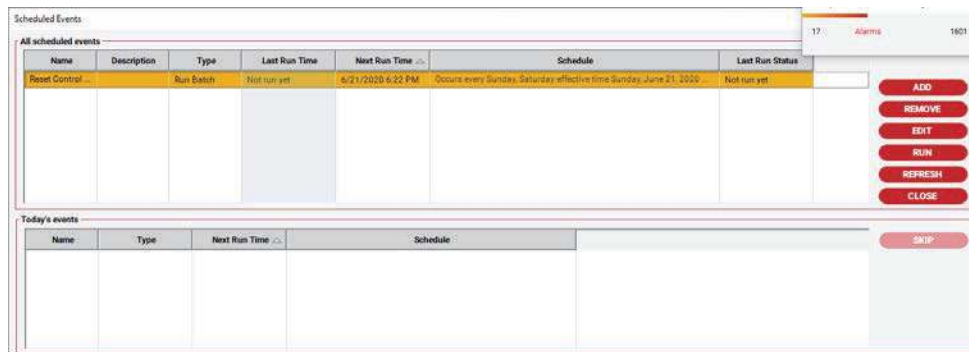 Scheduled Events
17 Alarms 1601
All scheduled events
Name Description Type Last Run Time Next Run Time Schedule Last Run Status
Reset Control ... Run Batch Not run yet 6/21/2020 6:22 PM Occurs every Sunday, Saturday effective time Sunday, June 21, 2020 ... Not run yet
ADD
REMOVE
EDIT
RUN
REFRESH
CLOSE
Today's events
Name Type Next Run Time Schedule
SKIP